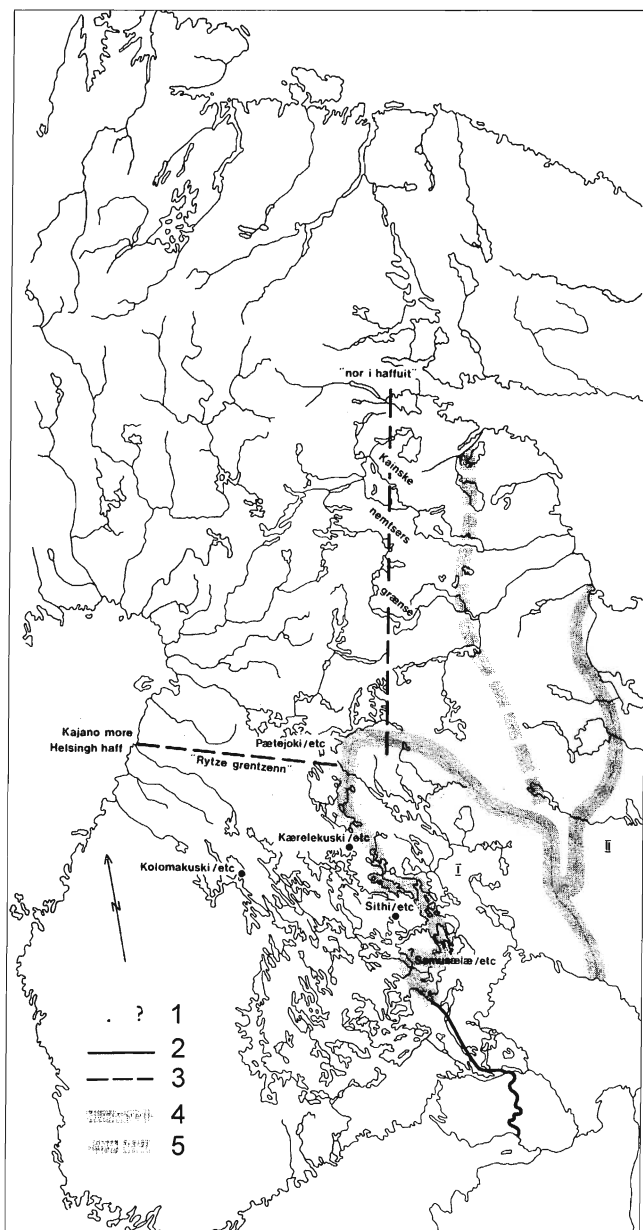 "nor i haffuit"
Kainske
nemtsers
grænse
Kajano more
Helsingh haff
Pætejoki/etc
?
"Rytze grentzenn"
Kærelekuski/etc
Kolomakuski/etc
I
II
Sithi/etc
N
. ? 1
2
3
4
5